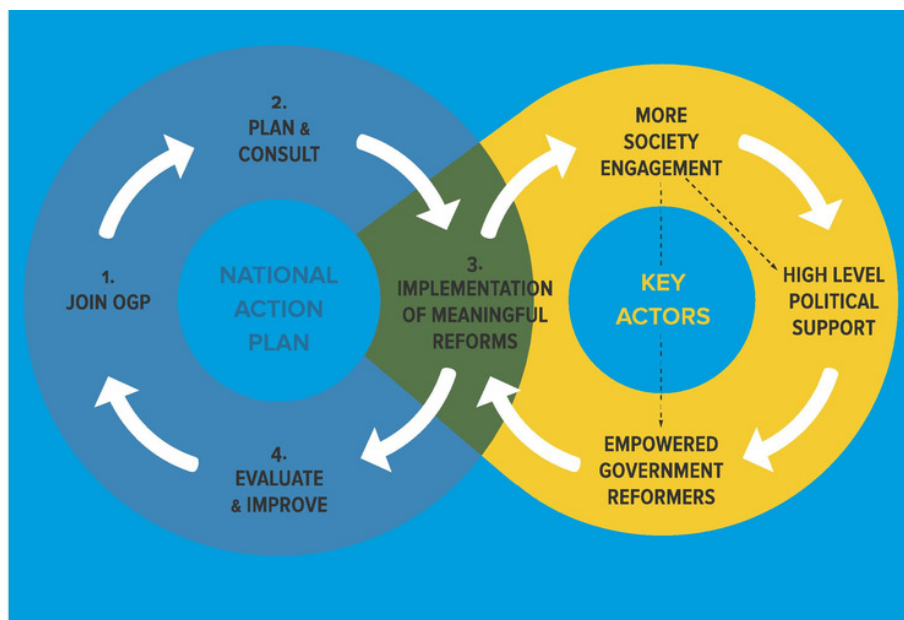 2.
PLAN &
CONSULT
1.
JOIN OGP
NATIONAL
ACTION
PLAN
3.
IMPLEMENTATION
OF MEANINGFUL
REFORMS
4.
EVALUATE
& IMPROVE
MORE
SOCIETY
ENGAGEMENT
KEY
ACTORS
HIGH LEVEL
POLITICAL
SUPPORT
EMPOWERED
GOVERNMENT
REFORMERS